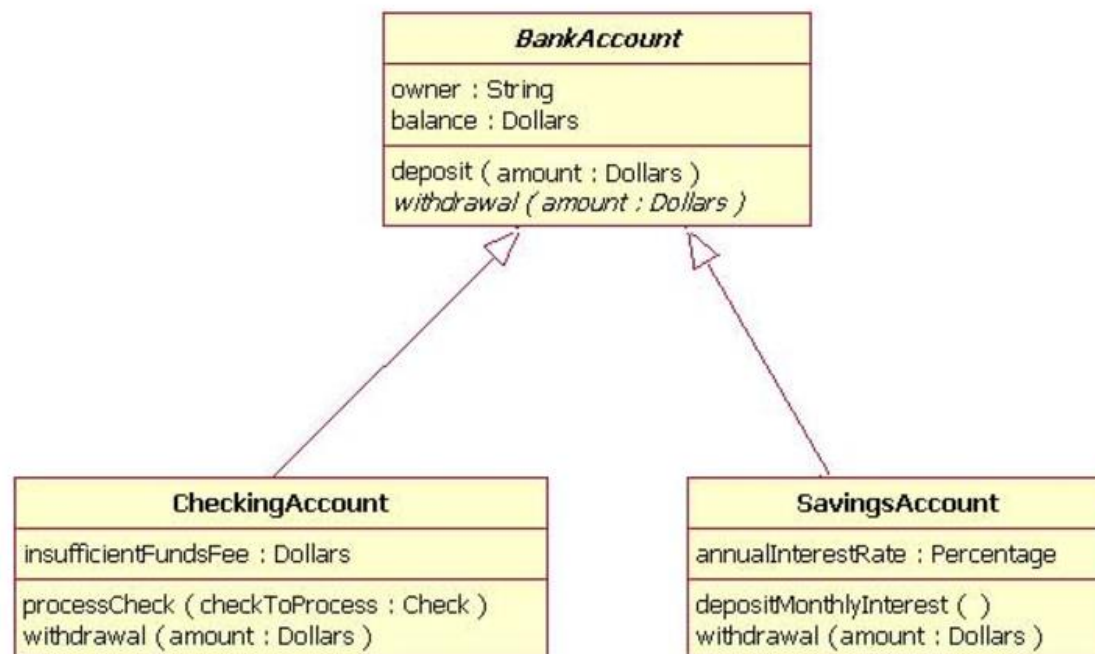 BankAccount
owner : String
balance : Dollars
deposit ( amount : Dollars )
withdrawal ( amount : Dollars )
CheckingAccount
insufficientFundsFee : Dollars
processCheck ( checkToProcess : Check )
withdrawal ( amount : Dollars )
SavingsAccount
annualInterestRate : Percentage
depositMonthlyInterest ( )
withdrawal ( amount : Dollars )